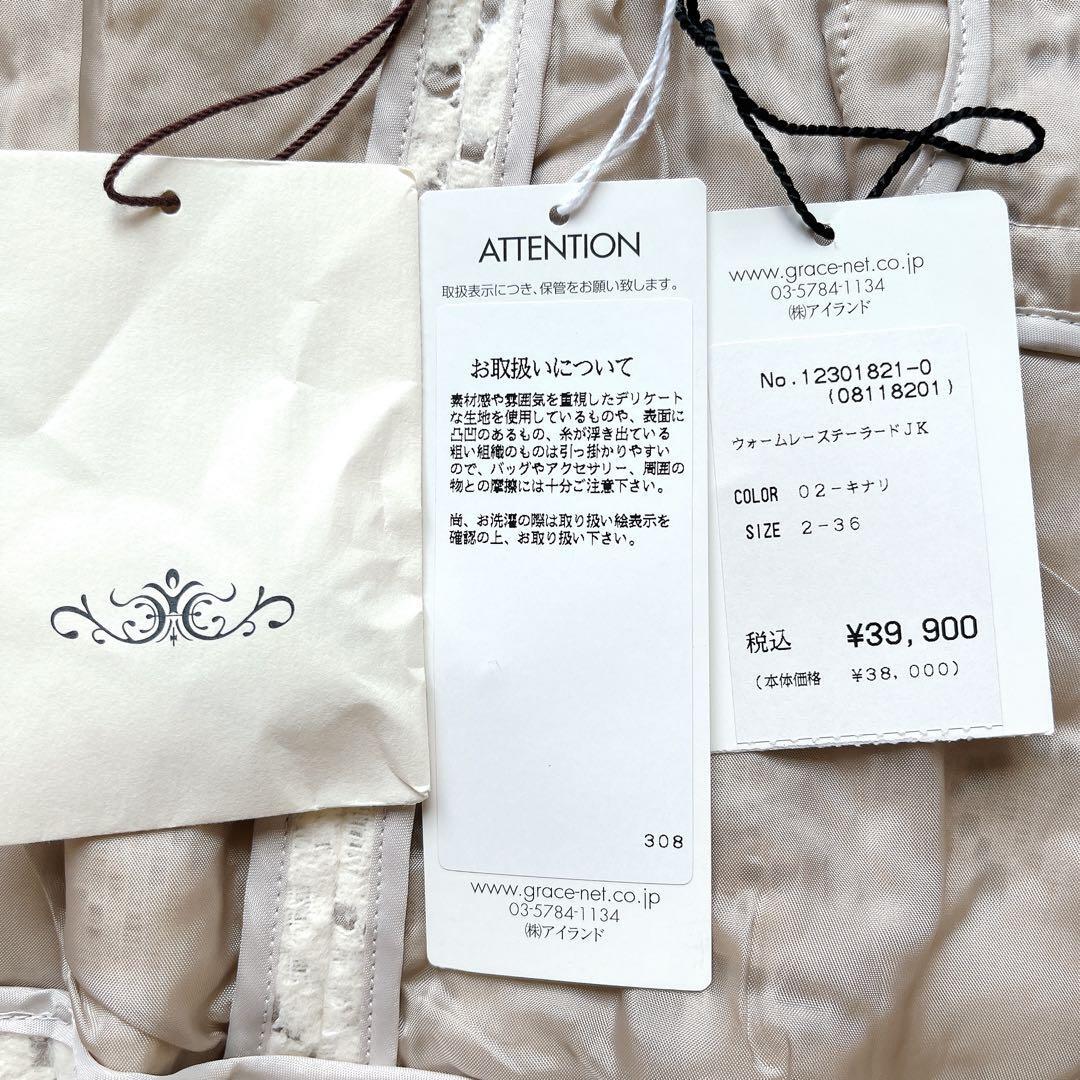 ATTENTION
取扱表示につき、保管をお願い致します。
お取扱いについて
素材感や雰囲気を重視したデリケート
な生地を使用しているものや、表面に
凸凹のあるもの、糸が浮き出ている
粗い組織のものは引っ掛かりやすい
ので、バッグやアクセサリー、周囲の
物との摩擦には十分ご注意下さい。
尚、お洗濯の際は取り扱い絵表示を
確認の上、お取り扱い下さい。
308
www.grace-net.co.jp
03-5784-1134
㈱アイランド
www.grace-net.co.jp
03-5784-1134
㈱アイランド
No.12301821-0
(08118201)
ウォームレーステーラードJK
COLOR 02-キナリ
SIZE 2-36
税込 ¥39,900
(本体価格 ¥38,000)